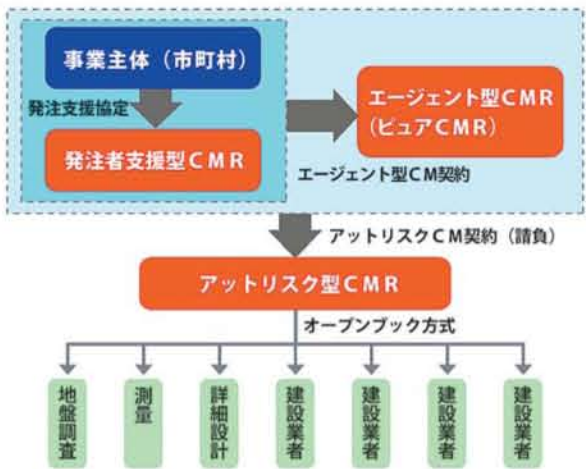 事業主体（市町村）
発注支援協定
発注者支援型ＣＭＲ
エージェント型ＣＭＲ
（ピュアＣＭＲ）
エージェント型ＣＭ契約
アットリスクＣＭ契約（請負）
アットリスク型ＣＭＲ
オープンブック方式
地盤調査
測量
詳細設計
建設業者
建設業者
建設業者
建設業者